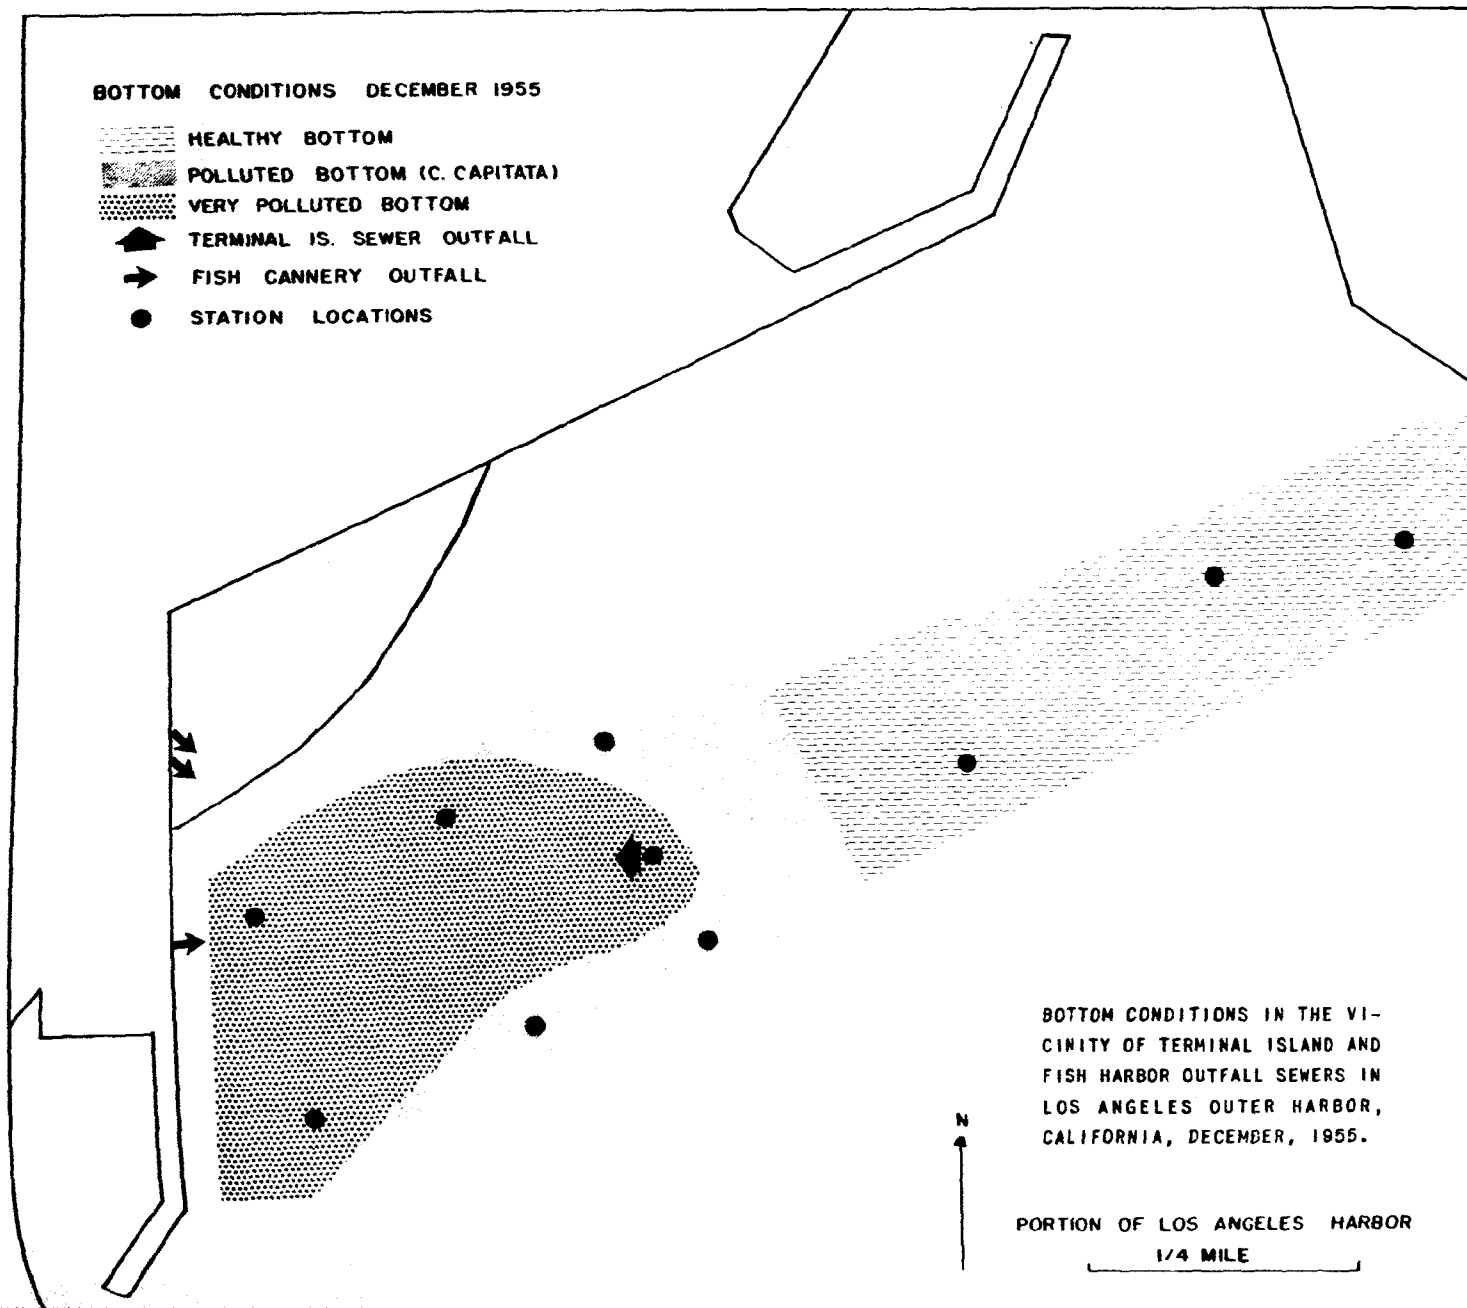 BOTTOM CONDITIONS DECEMBER 1955
HEALTHY BOTTOM
POLLUTED BOTTOM (C. CAPITATA)
VERY POLLUTED BOTTOM
TERMINAL IS. SEWER OUTFALL
FISH CANNERY OUTFALL
STATION LOCATIONS
BOTTOM CONDITIONS IN THE VI-
CINITY OF TERMINAL ISLAND AND
FISH HARBOR OUTFALL SEWERS IN
LOS ANGELES OUTER HARBOR,
CALIFORNIA, DECEMBER, 1955.
N
PORTION OF LOS ANGELES HARBOR
1/4 MILE